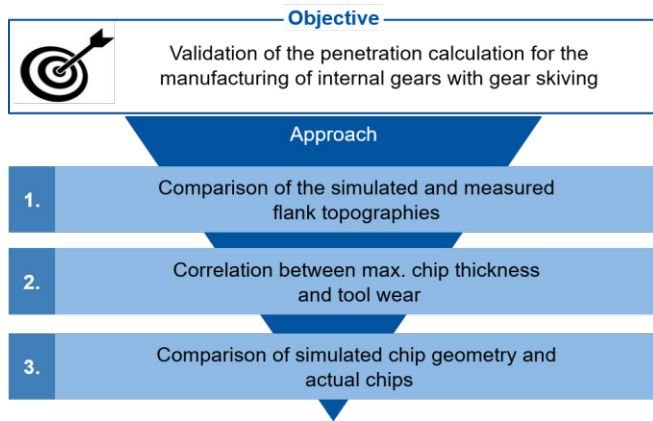 Objective
Validation of the penetration calculation for the
manufacturing of internal gears with gear skiving
Approach
1.
Comparison of the simulated and measured
flank topographies
2.
Correlation between max. chip thickness
and tool wear
3.
Comparison of simulated chip geometry and
actual chips